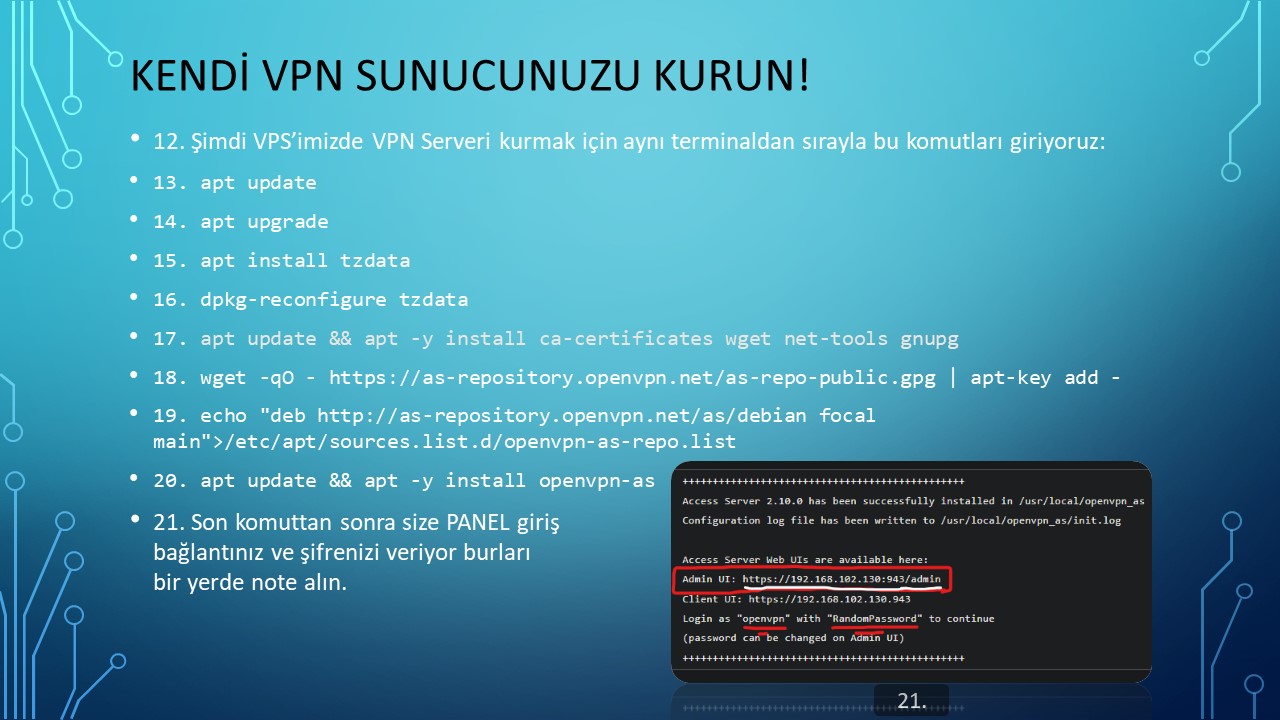 KENDİ VPN SUNUCUNUZU KURUN!
• 12. Şimdi VPS’imizde VPN Serveri kurmak için aynı terminaldan sırayla bu komutları giriyoruz:
• 13. apt update
• 14. apt upgrade
• 15. apt install tzdata
• 16. dpkg-reconfigure tzdata
• 17. apt update && apt -y install ca-certificates wget net-tools gnupg
• 18. wget -qO - https://as-repository.openvpn.net/as-repo-public.gpg | apt-key add -
• 19. echo "deb http://as-repository.openvpn.net/as/debian focal
main">/etc/apt/sources.list.d/openvpn-as-repo.list
• 20. apt update && apt -y install openvpn-as
• 21. Son komuttan sonra size PANEL giriş
bağlantınız ve şifrenizi veriyor burları
bir yerde note alın.
+++++++++++++++++++++++++++++++++++++++++++++++
Access Server 2.10.0 has been successfully installed in /usr/local/openvpn_as
Configuration log file has been written to /usr/local/openvpn_as/init.log
Access Server Web UIs are available here:
Admin UI: https://192.168.102.130:943/admin
Client UI: https://192.168.102.130.943
Login as "openvpn" with "RandomPassword" to continue
(password can be changed on Admin UI)
+++++++++++++++++++++++++++++++++++++++++++++++
21.